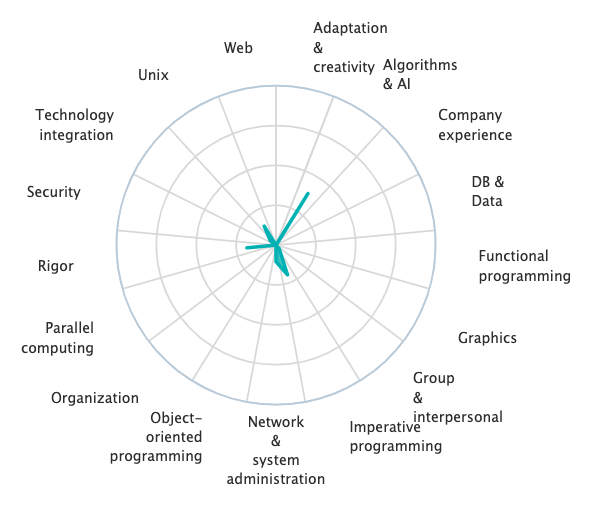 Adaptation
&
creativity
Algorithms
& AI
Company
experience
DB &
Data
Functional
programming
Graphics
Group
&
interpersonal
Imperative
programming
Network
&
system
administration
Object-
oriented
programming
Organization
Parallel
computing
Rigor
Security
Technology
integration
Unix
Web